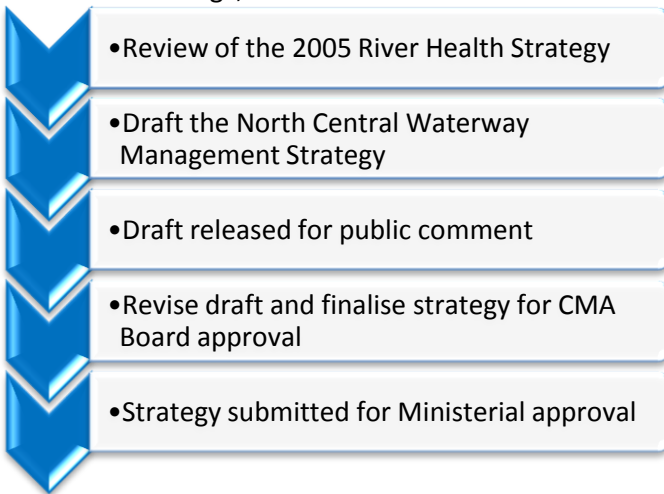 •Review of the 2005 River Health Strategy
•Draft the North Central Waterway
Management Strategy
•Draft released for public comment
•Revise draft and finalise strategy for CMA
Board approval
•Strategy submitted for Ministerial approval